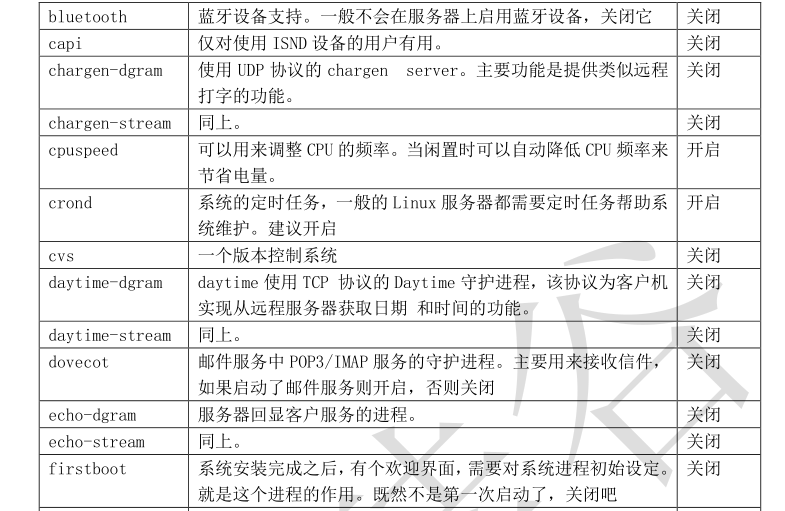 bluetooth 蓝牙设备支持。一般不会在服务器上启用蓝牙设备，关闭它 关闭
capi 仅对使用 ISND 设备的用户有用。 关闭
chargen-dgram 使用 UDP 协议的 chargen server。主要功能是提供类似远程 关闭
打字的功能。
chargen-stream 同上。 关闭
cpuspeed 可以用来调整 CPU 的频率。当闲置时可以自动降低 CPU 频率来 开启
节省电量。
crond 系统的定时任务，一般的 Linux 服务器都需要定时任务帮助系 开启
统维护。建议开启
cvs 一个版本控制系统 关闭
daytime-dgram daytime 使用 TCP 协议的 Daytime 守护进程，该协议为客户机 关闭
实现从远程服务器获取日期 和时间的功能。
daytime-stream 同上。 关闭
dovecot 邮件服务中 POP3/IMAP 服务的守护进程。主要用来接收信件， 关闭
如果启动了邮件服务则开启，否则关闭
echo-dgram 服务器回显客户服务的进程。 关闭
echo-stream 同上。 关闭
firstboot 系统安装完成之后，有个欢迎界面，需要对系统进程初始设定。 关闭
就是这个进程的作用。既然不是第一次启动了，关闭吧